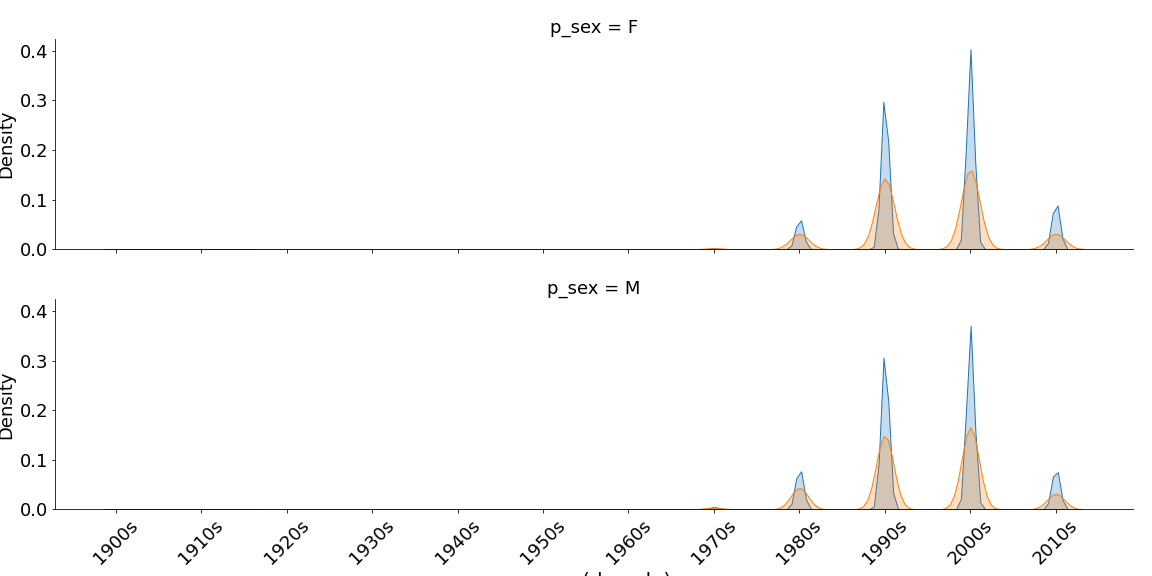 p_sex = F
0.4
0.3
0.2
0.1
0.0
Density
p_sex = M
0.4
0.3
0.2
0.1
0.0
Density
1900s
1910s
1920s
1930s
1940s
1950s
1960s
1970s
1980s
1990s
2000s
2010s